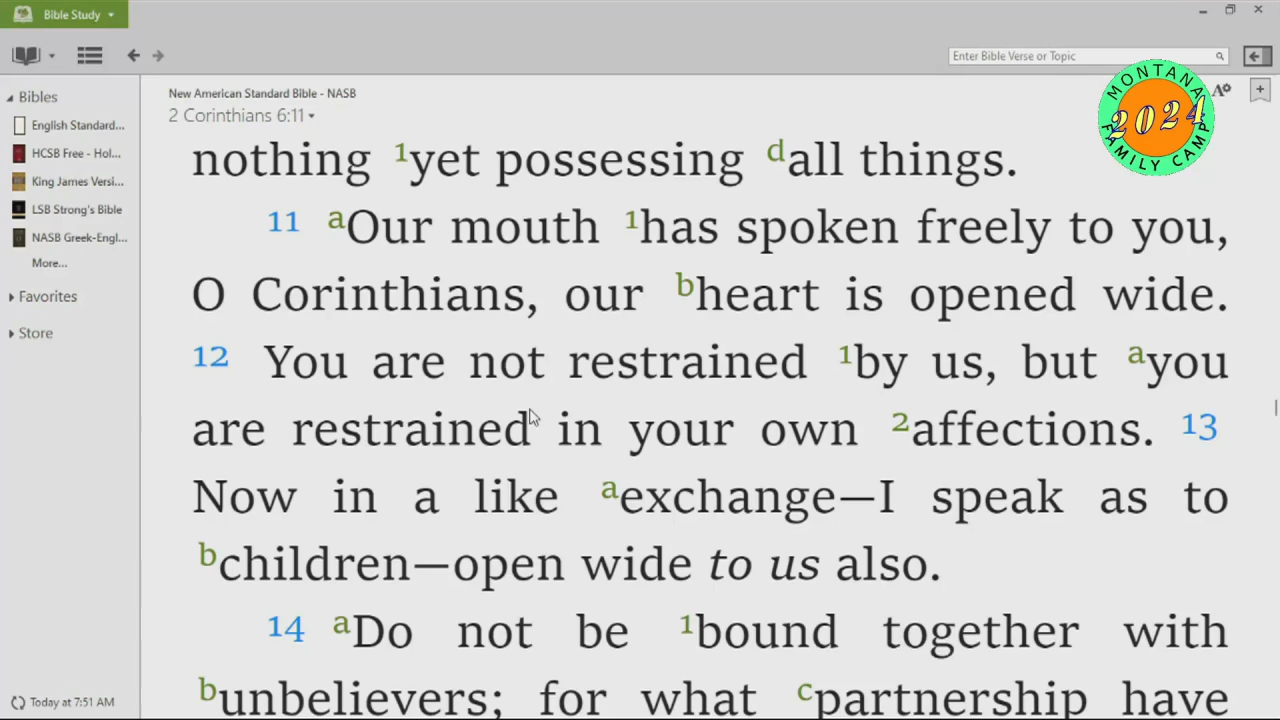 Bible Study
Enter Bible Verse or Topic
MONTANA
2024
FAMILY CAMP
Bibles
English Standard...
HCSB Free - Hol...
King James Versi...
LSB Strong's Bible
NASB Greek-Engl...
More...
Favorites
Store
Today at 7:51 AM
New American Standard Bible - NASB
2 Corinthians 6:11
nothing 1yet possessing dall things.
11 aOur mouth 1has spoken freely to you,
O Corinthians, our bheart is opened wide.
12 You are not restrained 1by us, but ayou
are restrained in your own 2affections. 13
Now in a like aexchange—I speak as to
bchildren—open wide to us also.
14 aDo not be 1bound together with
bunbelievers; for what cpartnership have